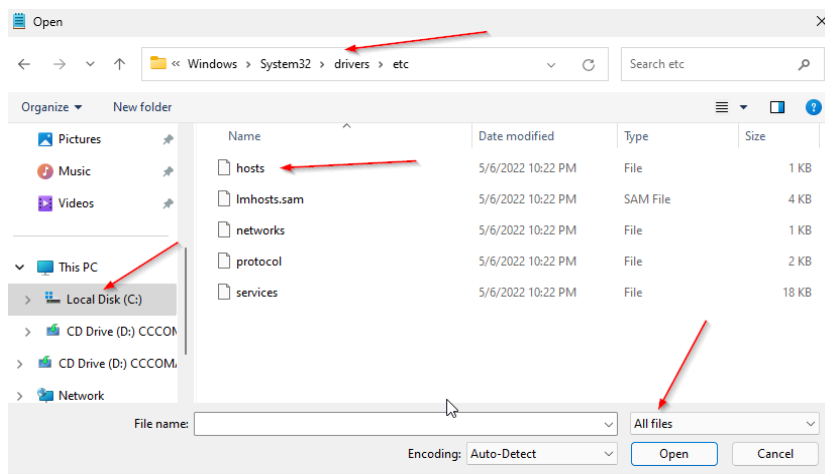 Open
« Windows > System32 > drivers > etc
Search etc
Organize
New folder
Name
Date modified
Type
Size
Pictures
Music
Videos
This PC
Local Disk (C:)
CD Drive (D:) CCCOM
CD Drive (D:) CCCOMA
Network
hosts 5/6/2022 10:22 PM File 1 KB
lmhosts.sam 5/6/2022 10:22 PM SAM File 4 KB
networks 5/6/2022 10:22 PM File 1 KB
protocol 5/6/2022 10:22 PM File 2 KB
services 5/6/2022 10:22 PM File 18 KB
File name:
All files
Encoding: Auto-Detect
Open
Cancel